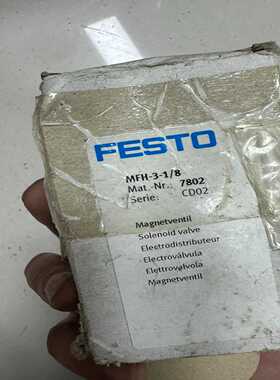 FESTO
MFH-3-1/8
Mat.-Nr.: 7802
Serie: CD02
Magnetventil
Solenoid valve
Electrodistributeur
Electroválvula
Elettrovalvola
Magnetventil